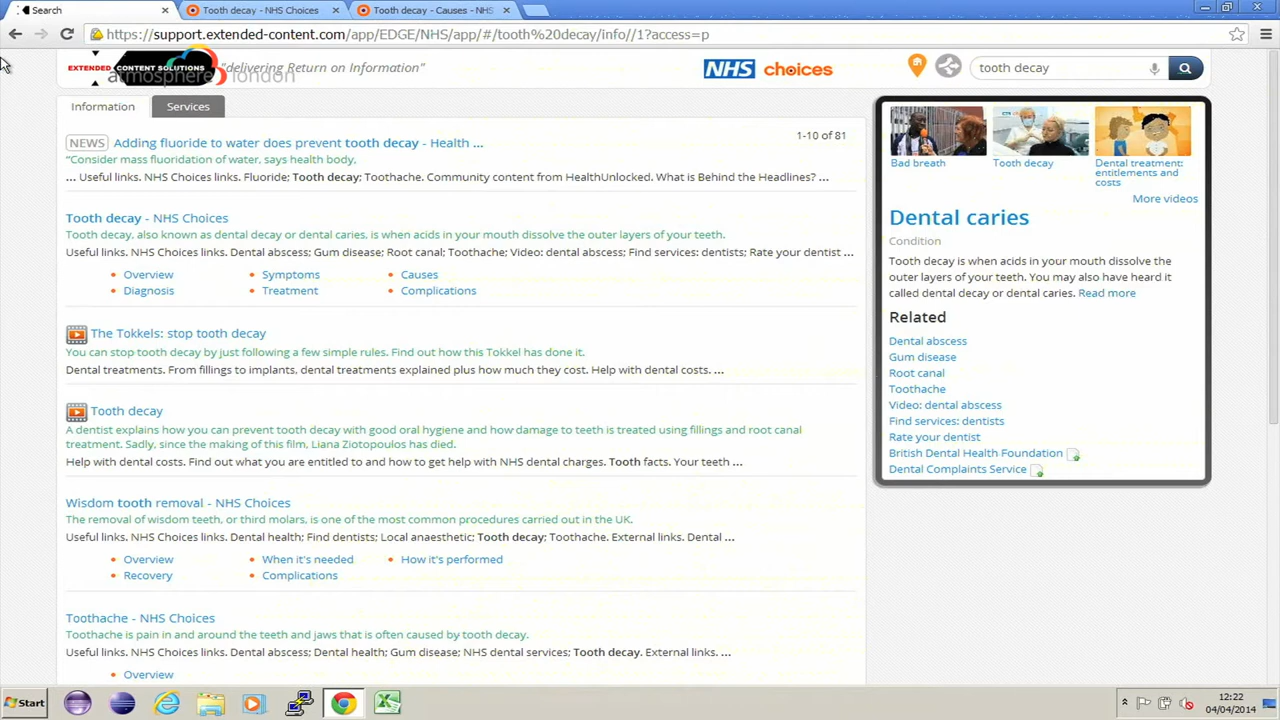 Search
Tooth decay - NHS Choices
Tooth decay - Causes - NHS
https://support.extended-content.com/app/EDGE/NHS/app/#/tooth%20decay/info//1?access=p
EXTENDED CONTENT SOLUTIONS
atmosphere london
"delivering Return on Information"
NHS choices
tooth decay
Information
Services
NEWS Adding fluoride to water does prevent tooth decay - Health ...
1-10 of 81
"Consider mass fluoridation of water, says health body.
... Useful links. NHS Choices links. Fluoride; Tooth decay; Toothache. Community content from HealthUnlocked. What is Behind the Headlines? ...
Tooth decay - NHS Choices
Tooth decay, also known as dental decay or dental caries, is when acids in your mouth dissolve the outer layers of your teeth.
Useful links. NHS Choices links. Dental abscess; Gum disease; Root canal; Toothache; Video: dental abscess; Find services: dentists; Rate your dentist ...
• Overview • Symptoms • Causes
• Diagnosis • Treatment • Complications
The Tokkels: stop tooth decay
You can stop tooth decay by just following a few simple rules. Find out how this Tokkel has done it.
Dental treatments. From fillings to implants, dental treatments explained plus how much they cost. Help with dental costs. ...
Tooth decay
A dentist explains how you can prevent tooth decay with good oral hygiene and how damage to teeth is treated using fillings and root canal
treatment. Sadly, since the making of this film, Liana Ziotopoulos has died.
Help with dental costs. Find out what you are entitled to and how to get help with NHS dental charges. Tooth facts. Your teeth ...
Wisdom tooth removal - NHS Choices
The removal of wisdom teeth, or third molars, is one of the most common procedures carried out in the UK.
Useful links. NHS Choices links. Dental health; Find dentists; Local anaesthetic; Tooth decay; Toothache. External links. Dental ...
• Overview • When it's needed • How it's performed
• Recovery • Complications
Toothache - NHS Choices
Toothache is pain in and around the teeth and jaws that is often caused by tooth decay.
Useful links. NHS Choices links. Dental abscess; Dental health; Gum disease; NHS dental services; Tooth decay. External links. ...
• Overview
Bad breath
Tooth decay
Dental treatment:
entitlements and
costs
More videos
Dental caries
Condition
Tooth decay is when acids in your mouth dissolve the
outer layers of your teeth. You may also have heard it
called dental decay or dental caries. Read more
Related
Dental abscess
Gum disease
Root canal
Toothache
Video: dental abscess
Find services: dentists
Rate your dentist
British Dental Health Foundation
Dental Complaints Service
Start
12:22
04/04/2014